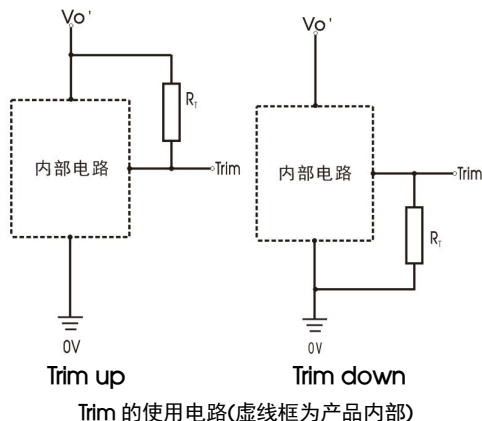 Vo'
RT
内部电路
Trim
0V
Trim up
Vo'
内部电路
Trim
RT
0V
Trim down
Trim 的使用电路(虚线框为产品内部)